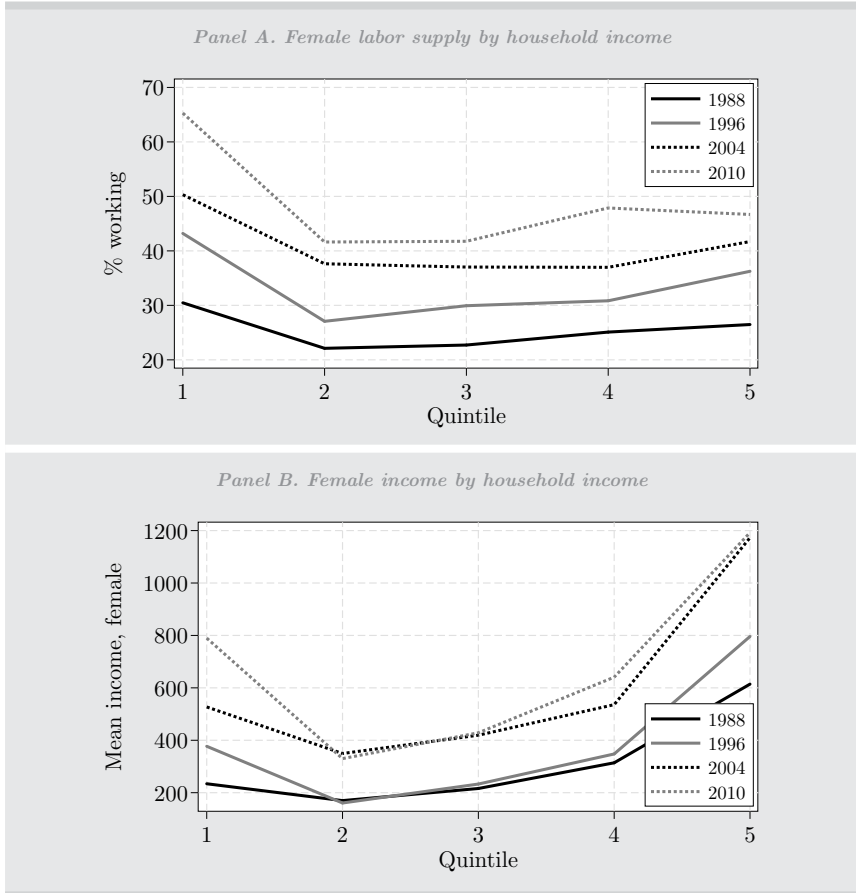 Panel A. Female labor supply by household income
70
60
50
40
30
20
% working
1 2 3 4 5
Quintile
1988
1996
2004
2010
Panel B. Female income by household income
1200
1000
800
600
400
200
Mean income, female
1 2 3 4 5
Quintile
1988
1996
2004
2010